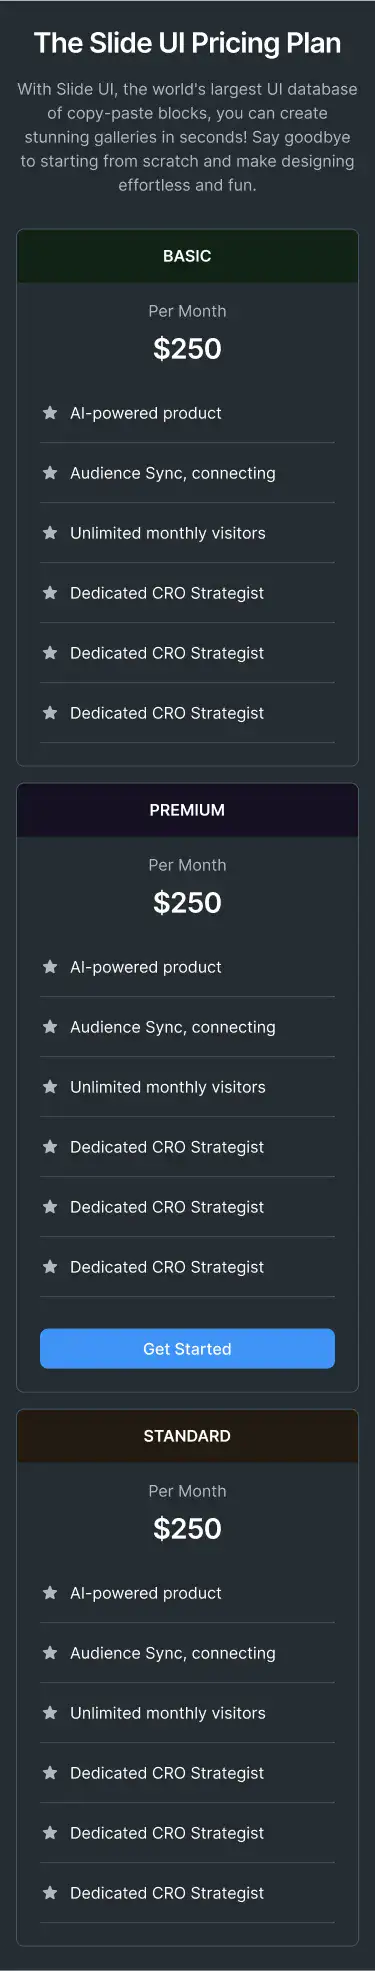 The Slide UI Pricing Plan
With Slide UI, the world's largest UI database
of copy-paste blocks, you can create
stunning galleries in seconds! Say goodbye
to starting from scratch and make designing
effortless and fun.
BASIC
Per Month
$250
AI-powered product
Audience Sync, connecting
Unlimited monthly visitors
Dedicated CRO Strategist
Dedicated CRO Strategist
Dedicated CRO Strategist
PREMIUM
Per Month
$250
AI-powered product
Audience Sync, connecting
Unlimited monthly visitors
Dedicated CRO Strategist
Dedicated CRO Strategist
Dedicated CRO Strategist
Get Started
STANDARD
Per Month
$250
AI-powered product
Audience Sync, connecting
Unlimited monthly visitors
Dedicated CRO Strategist
Dedicated CRO Strategist
Dedicated CRO Strategist